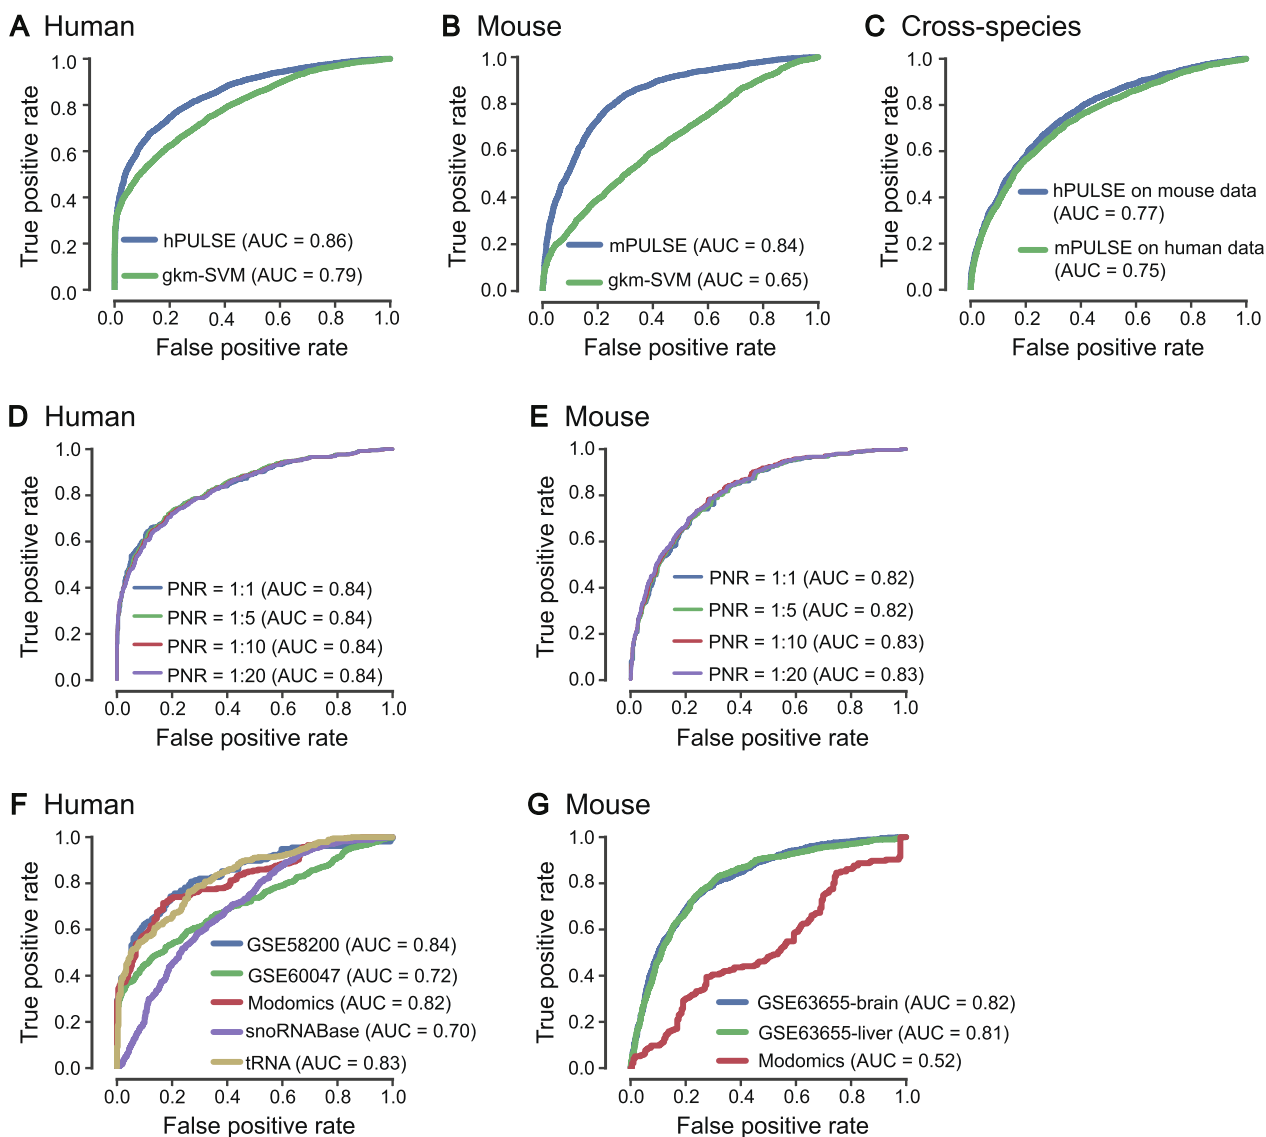 A Human
1.0
0.8
0.6
0.4
0.2
0.0
True positive rate
hPULSE (AUC = 0.86)
gkm-SVM (AUC = 0.79)
0.0 0.2 0.4 0.6 0.8 1.0
False positive rate
B Mouse
1.0
0.8
0.6
0.4
0.2
0.0
True positive rate
mPULSE (AUC = 0.84)
gkm-SVM (AUC = 0.65)
0.0 0.2 0.4 0.6 0.8 1.0
False positive rate
C Cross-species
1.0
0.8
0.6
0.4
0.2
0.0
True positive rate
hPULSE on mouse data
(AUC = 0.77)
mPULSE on human data
(AUC = 0.75)
0.0 0.2 0.4 0.6 0.8 1.0
False positive rate
D Human
1.0
0.8
0.6
0.4
0.2
0.0
True positive rate
PNR = 1:1 (AUC = 0.84)
PNR = 1:5 (AUC = 0.84)
PNR = 1:10 (AUC = 0.84)
PNR = 1:20 (AUC = 0.84)
0.0 0.2 0.4 0.6 0.8 1.0
False positive rate
E Mouse
1.0
0.8
0.6
0.4
0.2
0.0
True positive rate
PNR = 1:1 (AUC = 0.82)
PNR = 1:5 (AUC = 0.82)
PNR = 1:10 (AUC = 0.83)
PNR = 1:20 (AUC = 0.83)
0.0 0.2 0.4 0.6 0.8 1.0
False positive rate
F Human
1.0
0.8
0.6
0.4
0.2
0.0
True positive rate
GSE58200 (AUC = 0.84)
GSE60047 (AUC = 0.72)
Modomics (AUC = 0.82)
snoRNABase (AUC = 0.70)
tRNA (AUC = 0.83)
0.0 0.2 0.4 0.6 0.8 1.0
False positive rate
G Mouse
1.0
0.8
0.6
0.4
0.2
0.0
True positive rate
GSE63655-brain (AUC = 0.82)
GSE63655-liver (AUC = 0.81)
Modomics (AUC = 0.52)
0.0 0.2 0.4 0.6 0.8 1.0
False positive rate